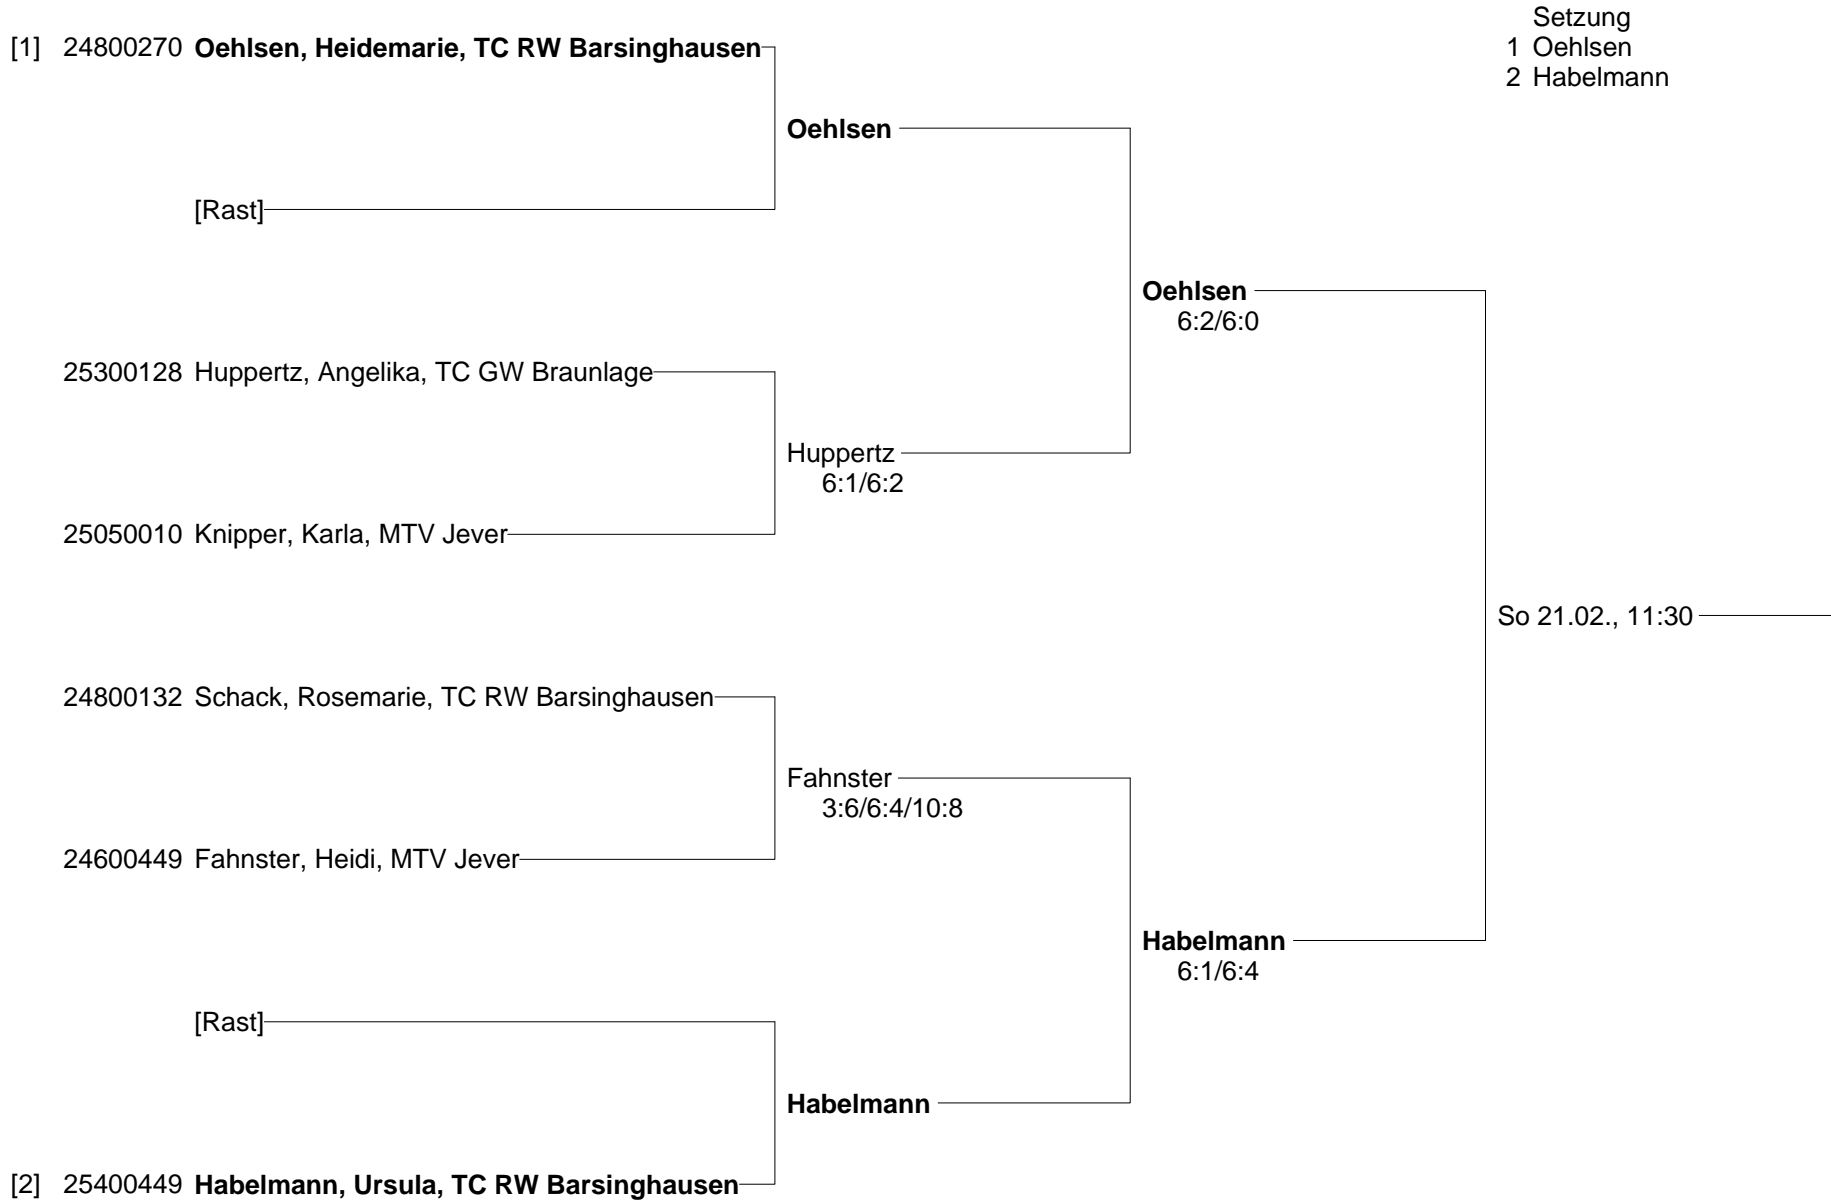 Setzung
1 Oehlsen
2 Habelmann
[1] 24800270 Oehlsen, Heidemarie, TC RW Barsinghausen
Oehlsen
[Rast]
Oehlsen
6:2/6:0
25300128 Huppertz, Angelika, TC GW Braunlage
Huppertz
6:1/6:2
25050010 Knipper, Karla, MTV Jever
So 21.02., 11:30
24800132 Schack, Rosemarie, TC RW Barsinghausen
Fahnster
3:6/6:4/10:8
24600449 Fahnster, Heidi, MTV Jever
Habelmann
6:1/6:4
[Rast]
Habelmann
[2] 25400449 Habelmann, Ursula, TC RW Barsinghausen